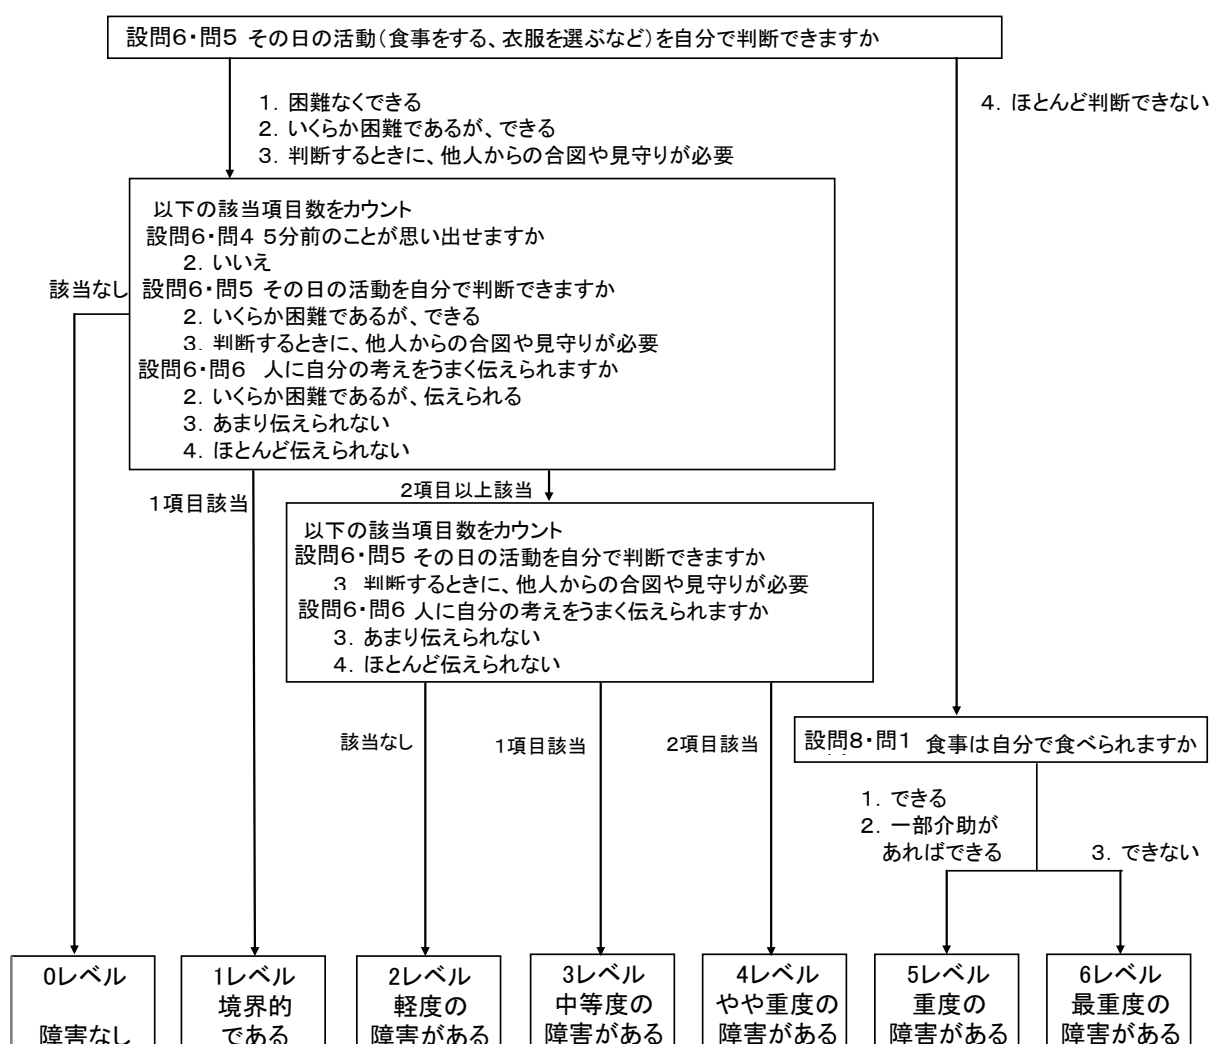 設問6・問5 その日の活動(食事をする、衣服を選ぶなど)を自分で判断できますか
1. 困難なくできる
2. いくらか困難であるが、できる
3. 判断するときに、他人からの合図や見守りが必要
4. ほとんど判断できない
以下の該当項目数をカウント
設問6・問4 5分前のことが思い出せますか
2. いいえ
設問6・問5 その日の活動を自分で判断できますか
2. いくらか困難であるが、できる
3. 判断するときに、他人からの合図や見守りが必要
設問6・問6 人に自分の考えをうまく伝えられますか
2. いくらか困難であるが、伝えられる
3. あまり伝えられない
4. ほとんど伝えられない
該当なし
1項目該当
2項目以上該当
以下の該当項目数をカウント
設問6・問5 その日の活動を自分で判断できますか
3. 判断するときに、他人からの合図や見守りが必要
設問6・問6 人に自分の考えをうまく伝えられますか
3. あまり伝えられない
4. ほとんど伝えられない
該当なし
1項目該当
2項目該当
設問8・問1 食事は自分で食べられますか
1. できる
2. 一部介助が
あればできる
3. できない
0レベル
障害なし
1レベル
境界的
である
2レベル
軽度の
障害がある
3レベル
中等度の
障害がある
4レベル
やや重度の
障害がある
5レベル
重度の
障害がある
6レベル
最重度の
障害がある